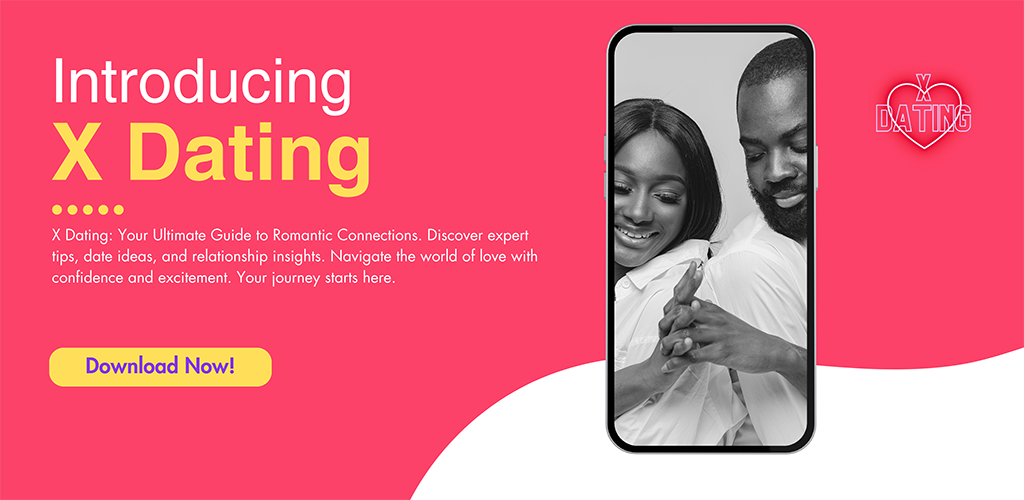 Introducing
X Dating
X Dating: Your Ultimate Guide to Romantic Connections. Discover expert
tips, date ideas, and relationship insights. Navigate the world of love with
confidence and excitement. Your journey starts here.
Download Now!
X
DATING